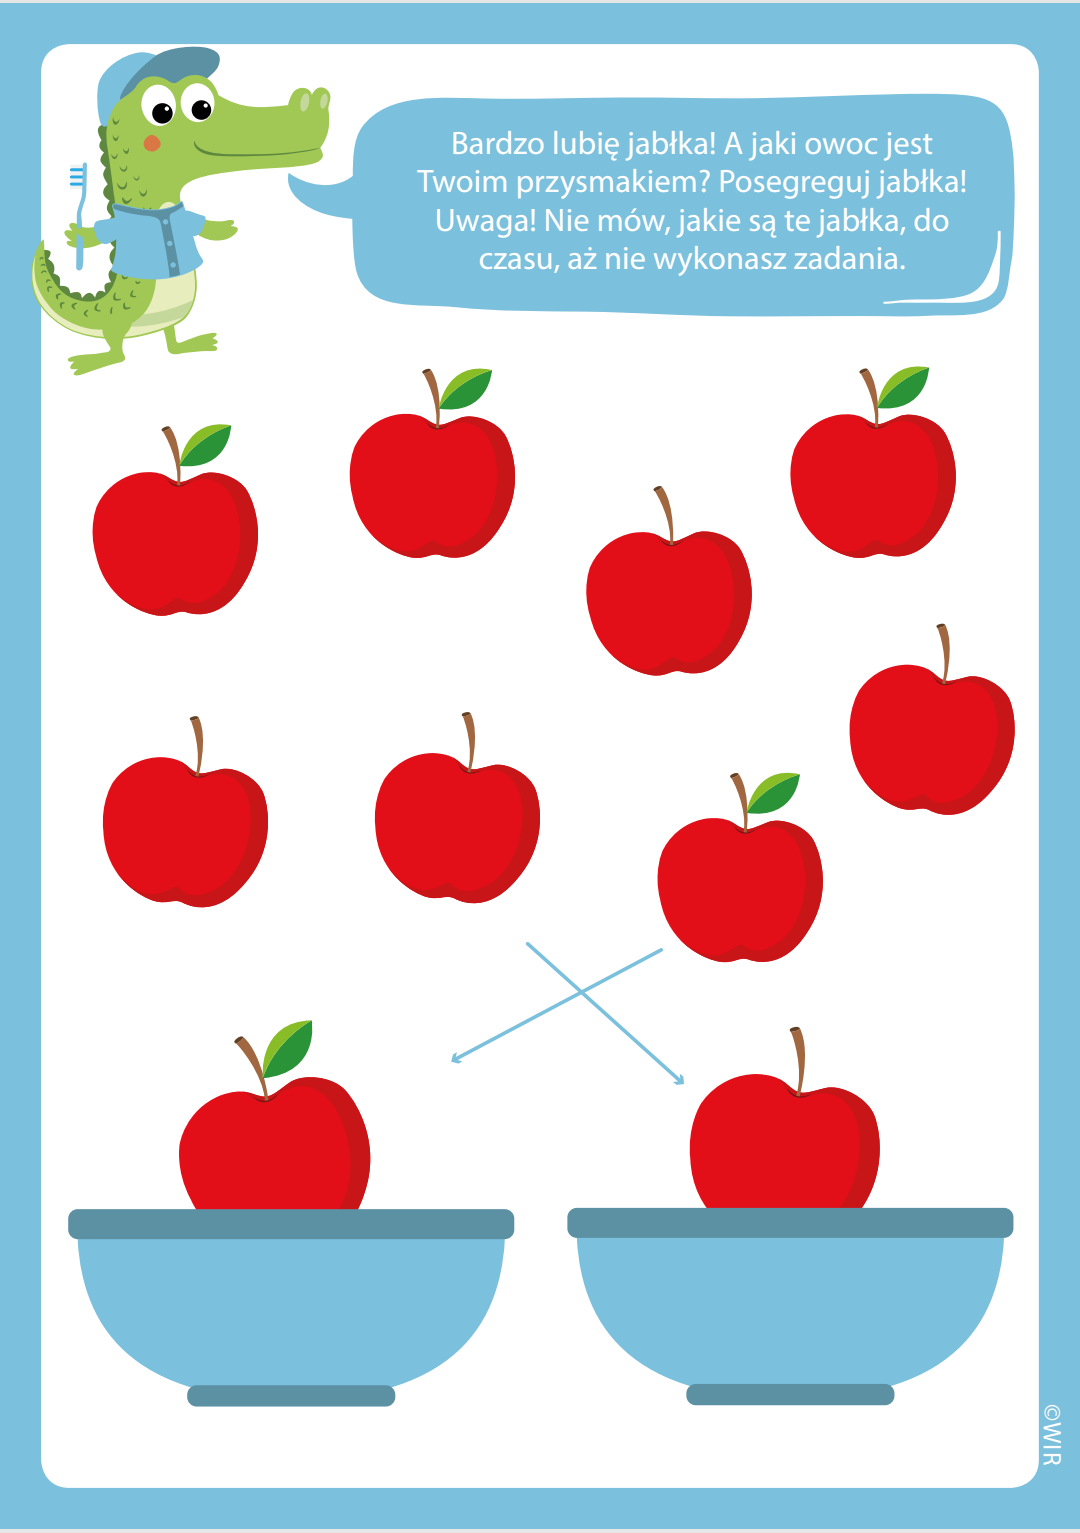 Bardzo lubię jabłka! A jaki owoc jest
Twoim przysmakiem? Posegreguj jabłka!
Uwaga! Nie mów, jakie są te jabłka, do
czasu, aż nie wykonasz zadania.
©WIR